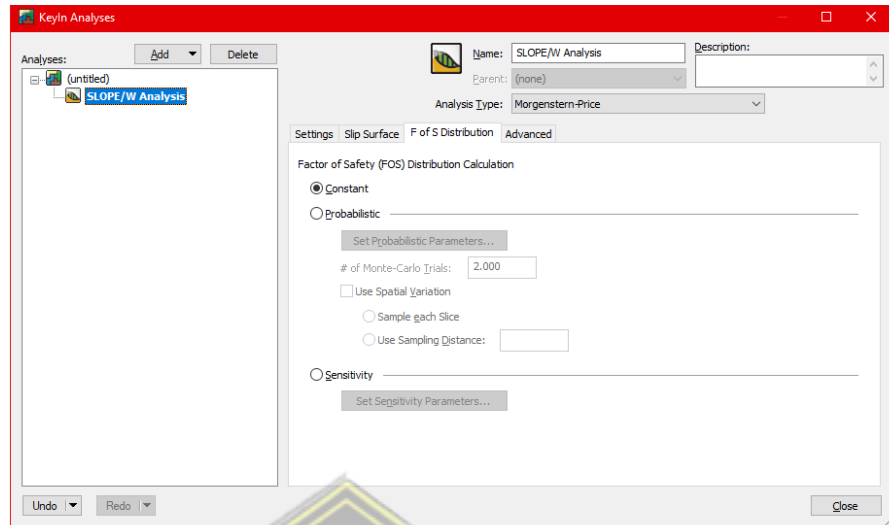 KeyIn Analyses
Analyses:
Add
Delete
(untitled)
SLOPE/W Analysis
Name: SLOPE/W Analysis
Description:
Parent: (none)
Analysis Type: Morgenstern-Price
Settings Slip Surface F of S Distribution Advanced
Factor of Safety (FOS) Distribution Calculation
Constant
Probabilistic
Set Probabilistic Parameters...
# of Monte-Carlo Trials: 2.000
Use Spatial Variation
Sample each Slice
Use Sampling Distance:
Sensitivity
Set Sensitivity Parameters...
Undo Redo Close